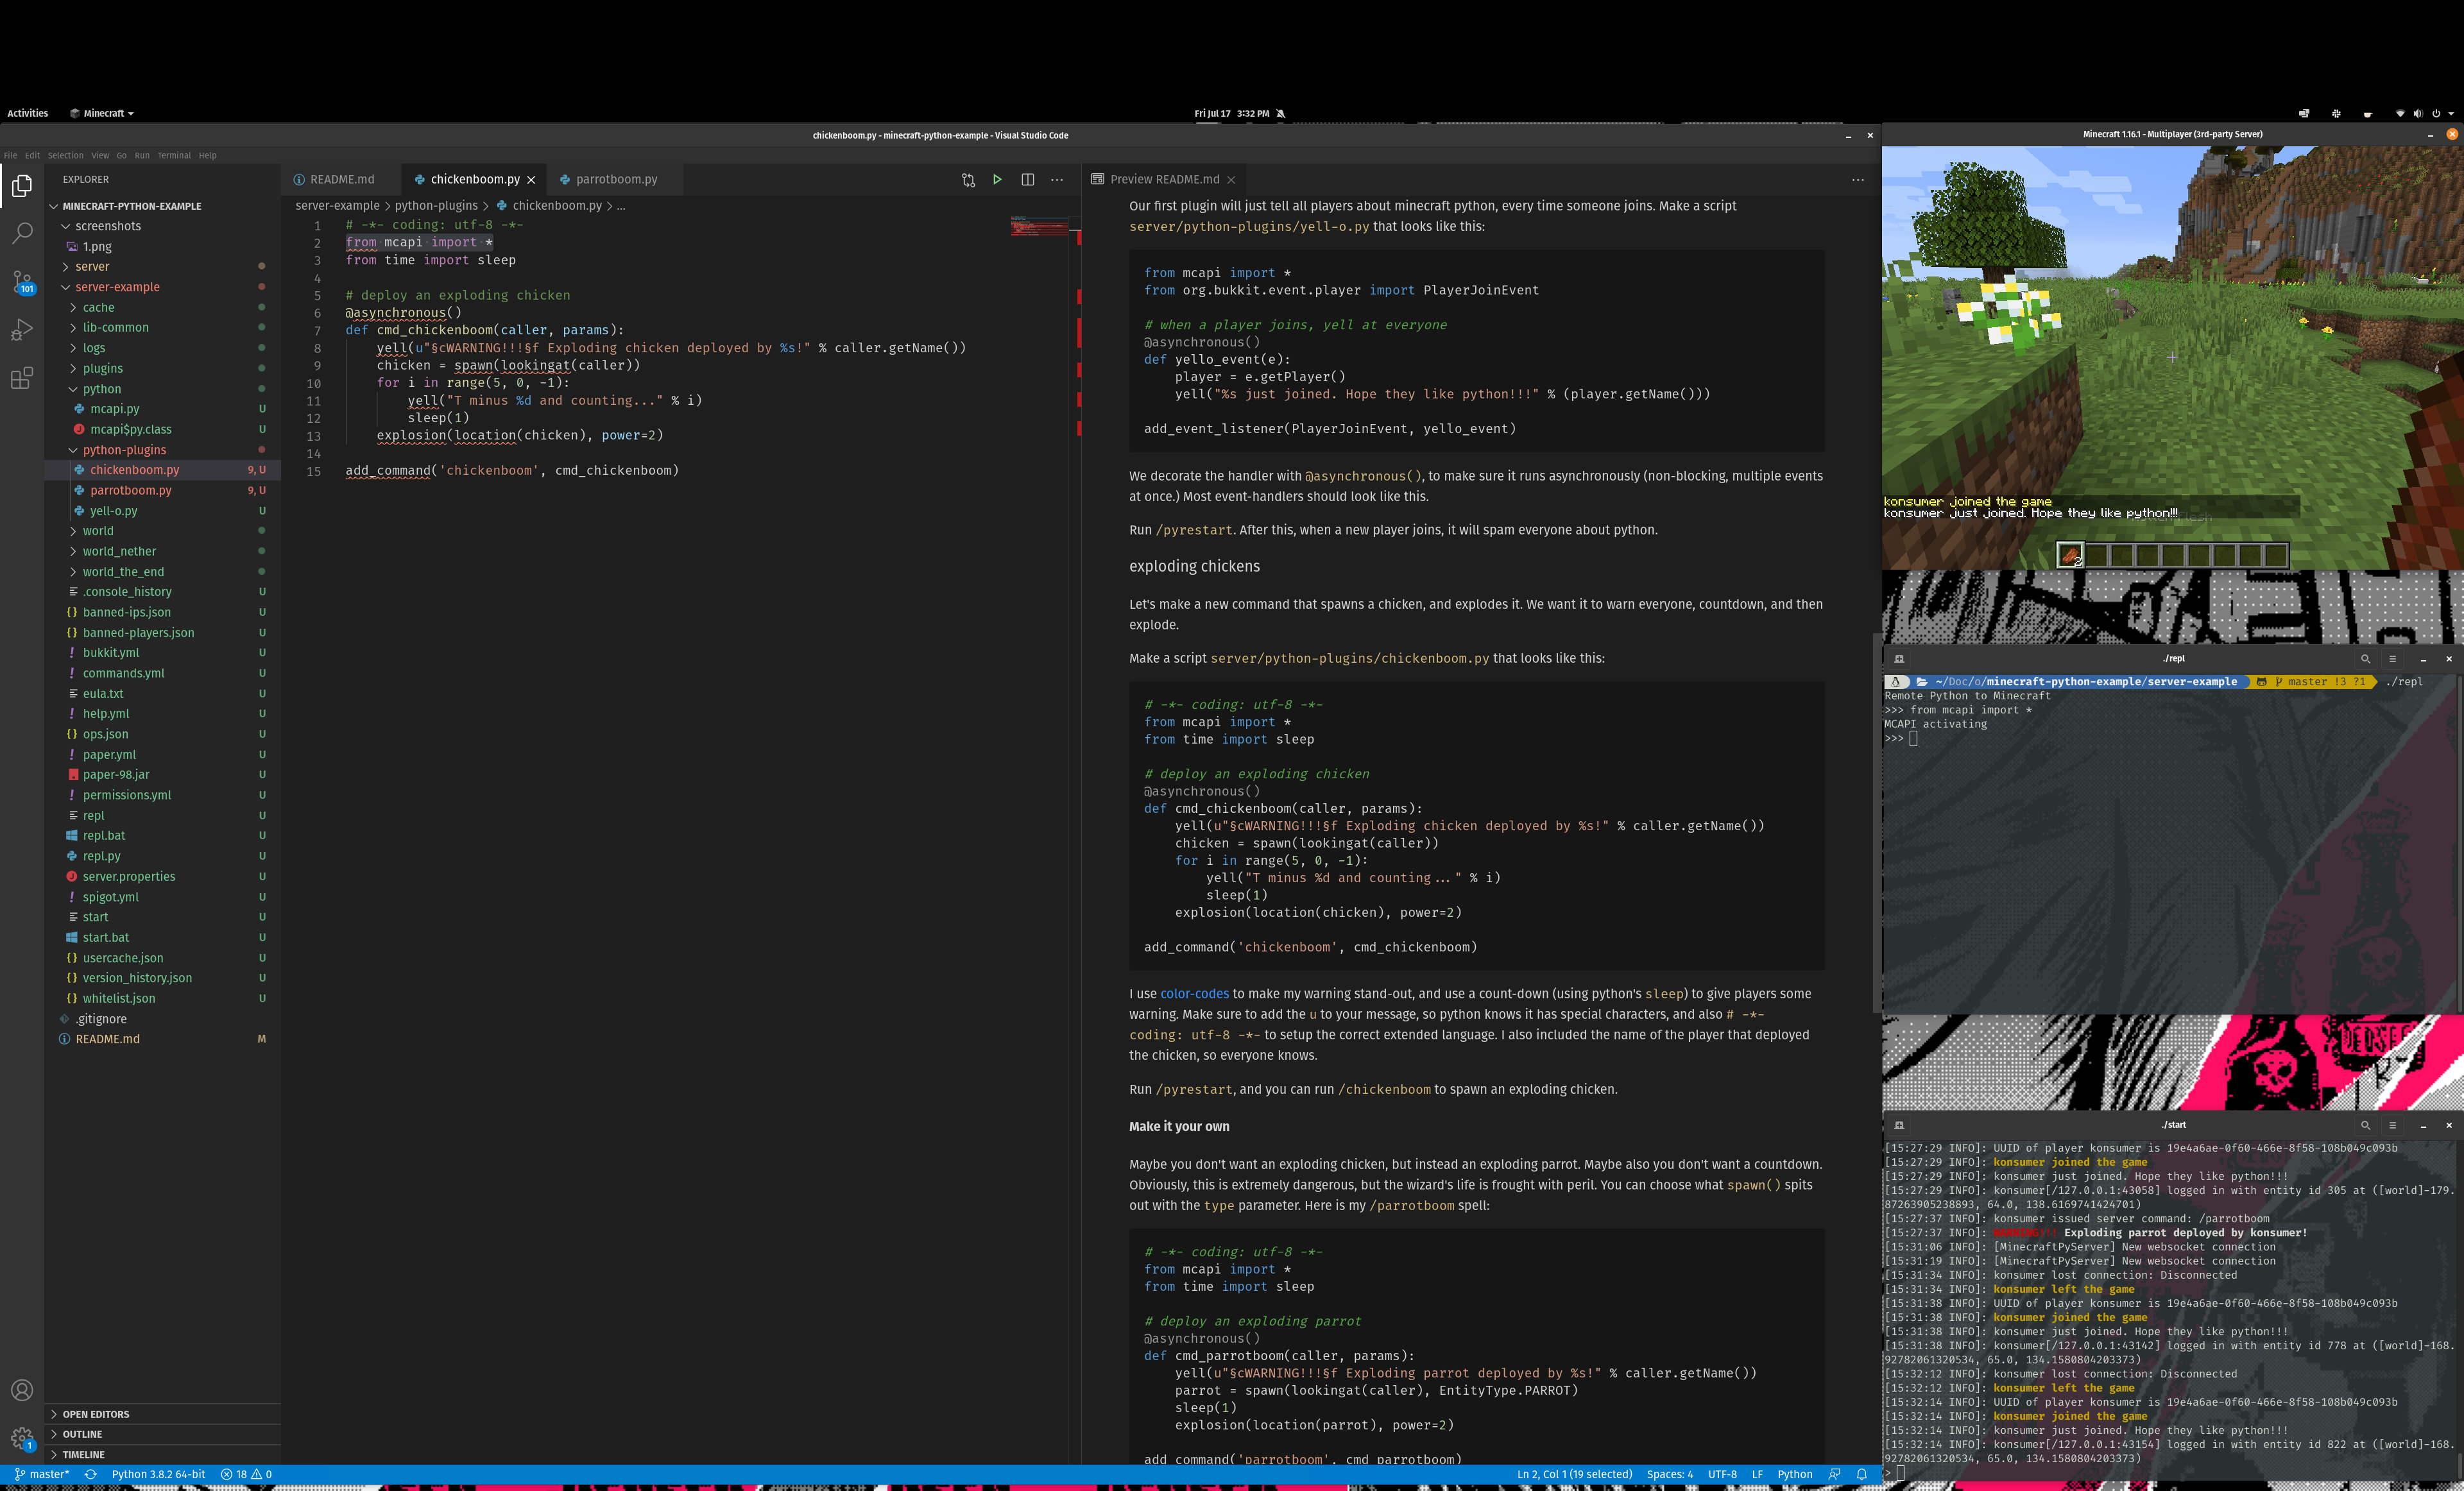 Activities
Minecraft
Fri Jul 17 3:32 PM
chickenboom.py - minecraft-python-example - Visual Studio Code
File Edit Selection View Go Run Terminal Help
EXPLORER
MINECRAFT-PYTHON-EXAMPLE
screenshots
1.png
server
server-example
cache
lib-common
logs
plugins
python
mcapi.py U
mcapi$py.class U
python-plugins
chickenboom.py 9, U
parrotboom.py 9, U
yell-o.py U
world
world_nether
world_the_end
.console_history U
banned-ips.json U
banned-players.json U
bukkit.yml U
commands.yml U
eula.txt U
help.yml U
ops.json U
paper.yml U
paper-98.jar U
permissions.yml U
repl U
repl.bat U
repl.py U
server.properties U
spigot.yml U
start U
start.bat U
usercache.json U
version_history.json U
whitelist.json U
.gitignore
README.md M
OPEN EDITORS
OUTLINE
TIMELINE
101
1
README.md
chickenboom.py
parrotboom.py
server-example > python-plugins > chickenboom.py > ...
1 # -*- coding: utf-8 -*-
2 from mcapi import *
3 from time import sleep
4
5 # deploy an exploding chicken
6 @asynchronous()
7 def cmd_chickenboom(caller, params):
8 yell(u"§cWARNING!!!§f Exploding chicken deployed by %s!" % caller.getName())
9 chicken = spawn(lookingat(caller))
10 for i in range(5, 0, -1):
11 yell("T minus %d and counting..." % i)
12 sleep(1)
13 explosion(location(chicken), power=2)
14
15 add_command('chickenboom', cmd_chickenboom)
Preview README.md
Our first plugin will just tell all players about minecraft python, every time someone joins. Make a script
server/python-plugins/yell-o.py that looks like this:
from mcapi import *
from org.bukkit.event.player import PlayerJoinEvent
# when a player joins, yell at everyone
@asynchronous()
def yello_event(e):
player = e.getPlayer()
yell("%s just joined. Hope they like python!!!" % (player.getName()))
add_event_listener(PlayerJoinEvent, yello_event)
We decorate the handler with @asynchronous(), to make sure it runs asynchronously (non-blocking, multiple events
at once.) Most event-handlers should look like this.
Run /pyrestart. After this, when a new player joins, it will spam everyone about python.
exploding chickens
Let's make a new command that spawns a chicken, and explodes it. We want it to warn everyone, countdown, and then
explode.
Make a script server/python-plugins/chickenboom.py that looks like this:
# -*- coding: utf-8 -*-
from mcapi import *
from time import sleep
# deploy an exploding chicken
@asynchronous()
def cmd_chickenboom(caller, params):
yell(u"§cWARNING!!!§f Exploding chicken deployed by %s!" % caller.getName())
chicken = spawn(lookingat(caller))
for i in range(5, 0, -1):
yell("T minus %d and counting..." % i)
sleep(1)
explosion(location(chicken), power=2)
add_command('chickenboom', cmd_chickenboom)
I use color-codes to make my warning stand-out, and use a count-down (using python's sleep) to give players some
warning. Make sure to add the u to your message, so python knows it has special characters, and also # -*-
coding: utf-8 -*- to setup the correct extended language. I also included the name of the player that deployed
the chicken, so everyone knows.
Run /pyrestart, and you can run /chickenboom to spawn an exploding chicken.
Make it your own
Maybe you don't want an exploding chicken, but instead an exploding parrot. Maybe also you don't want a countdown.
Obviously, this is extremely dangerous, but the wizard's life is frought with peril. You can choose what spawn() spits
out with the type parameter. Here is my /parrotboom spell:
# -*- coding: utf-8 -*-
from mcapi import *
from time import sleep
# deploy an exploding parrot
@asynchronous()
def cmd_parrotboom(caller, params):
yell(u"§cWARNING!!!§f Exploding parrot deployed by %s!" % caller.getName())
parrot = spawn(lookingat(caller), EntityType.PARROT)
sleep(1)
explosion(location(parrot), power=2)
add_command('parrotboom', cmd_parrotboom)
master* Python 3.8.2 64-bit 18 0
Ln 2, Col 1 (19 selected) Spaces: 4 UTF-8 LF Python
Minecraft 1.16.1 - Multiplayer (3rd-party Server)
konsumer joined the game
konsumer just joined. Hope they like python!!!
2
./repl
~/Doc/o/minecraft-python-example/server-example master !3 ?1 ./repl
Remote Python to Minecraft
>>> from mcapi import *
MCAPI activating
>>>
./start
[15:27:29 INFO]: UUID of player konsumer is 19e4a6ae-0f60-466e-8f58-108b049c093b
[15:27:29 INFO]: konsumer joined the game
[15:27:29 INFO]: konsumer just joined. Hope they like python!!!
[15:27:29 INFO]: konsumer[/127.0.0.1:43058] logged in with entity id 305 at ([world]-179.
87263905238893, 64.0, 138.6169741424701)
[15:27:37 INFO]: konsumer issued server command: /parrotboom
[15:27:37 INFO]: WARNING!!! Exploding parrot deployed by konsumer!
[15:31:06 INFO]: [MinecraftPyServer] New websocket connection
[15:31:19 INFO]: [MinecraftPyServer] New websocket connection
[15:31:34 INFO]: konsumer lost connection: Disconnected
[15:31:34 INFO]: konsumer left the game
[15:31:38 INFO]: UUID of player konsumer is 19e4a6ae-0f60-466e-8f58-108b049c093b
[15:31:38 INFO]: konsumer joined the game
[15:31:38 INFO]: konsumer just joined. Hope they like python!!!
[15:31:38 INFO]: konsumer[/127.0.0.1:43142] logged in with entity id 778 at ([world]-168.
92782061320534, 65.0, 134.1580804203373)
[15:32:12 INFO]: konsumer lost connection: Disconnected
[15:32:12 INFO]: konsumer left the game
[15:32:14 INFO]: UUID of player konsumer is 19e4a6ae-0f60-466e-8f58-108b049c093b
[15:32:14 INFO]: konsumer joined the game
[15:32:14 INFO]: konsumer just joined. Hope they like python!!!
[15:32:14 INFO]: konsumer[/127.0.0.1:43154] logged in with entity id 822 at ([world]-168.
92782061320534, 65.0, 134.1580804203373)
>